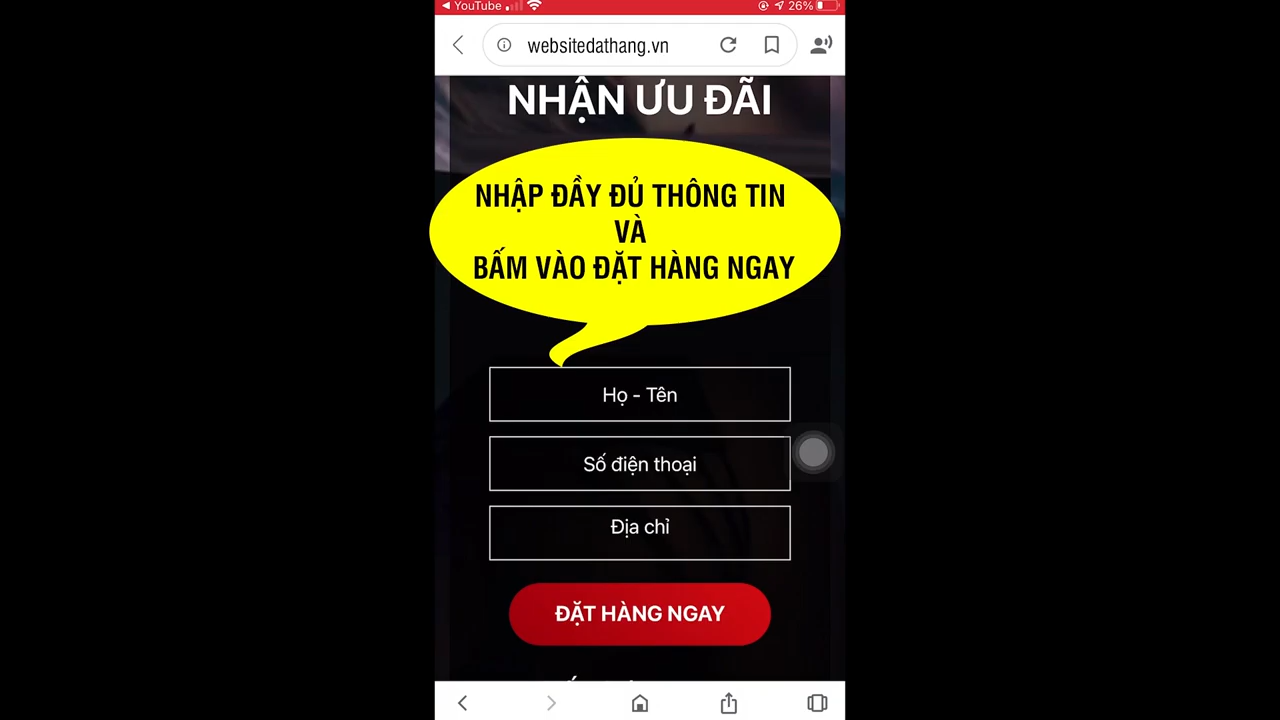 YouTube
26%
websitedathang.vn
NHẬN ƯU ĐÃI
NHẬP ĐẦY ĐỦ THÔNG TIN
VÀ
BẤM VÀO ĐẶT HÀNG NGAY
Họ - Tên
Số điện thoại
Địa chỉ
ĐẶT HÀNG NGAY